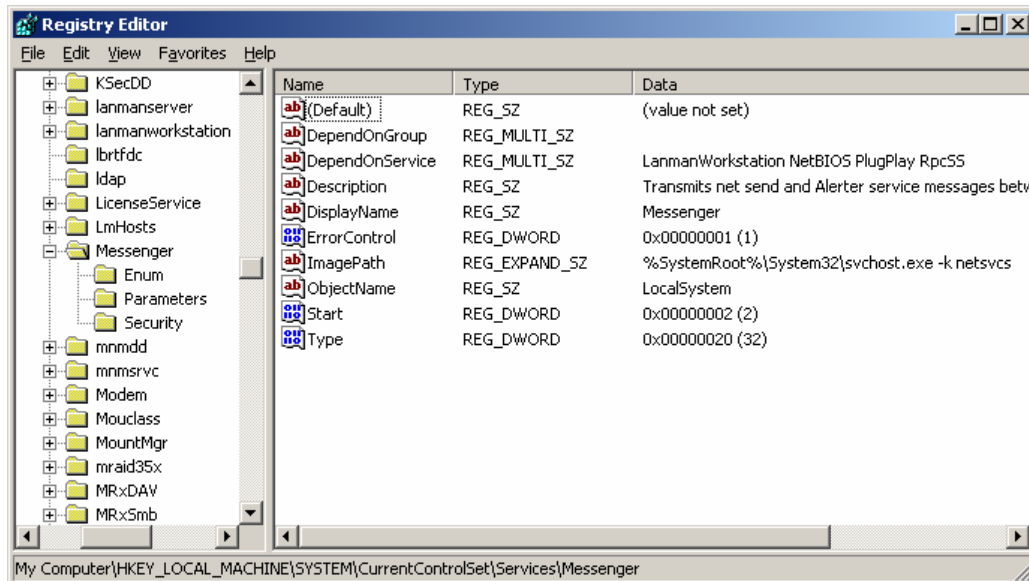 Registry Editor
File Edit View Favorites Help
KSecDD
lanmanserver
lanmanworkstation
lbrtfdc
ldap
LicenseService
LmHosts
Messenger
Enum
Parameters
Security
mnmdd
mnmsrvc
Modem
Mouclass
MountMgr
mraid35x
MRxDAV
MRxSmb
Name Type Data
(Default) REG_SZ (value not set)
DependOnGroup REG_MULTI_SZ
DependOnService REG_MULTI_SZ LanmanWorkstation NetBIOS PlugPlay RpcSS
Description REG_SZ Transmits net send and Alerter service messages betw
DisplayName REG_SZ Messenger
ErrorControl REG_DWORD 0x00000001 (1)
ImagePath REG_EXPAND_SZ %SystemRoot%\System32\svchost.exe -k netsvcs
ObjectName REG_SZ LocalSystem
Start REG_DWORD 0x00000002 (2)
Type REG_DWORD 0x00000020 (32)
My Computer\HKEY_LOCAL_MACHINE\SYSTEM\CurrentControlSet\Services\Messenger